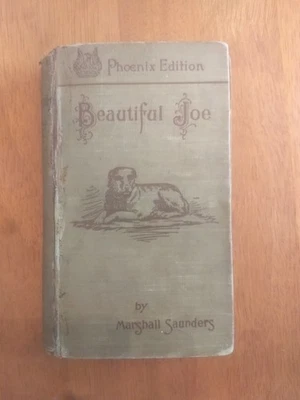 Phoenix Edition
Beautiful Joe
by
Marshall Saunders